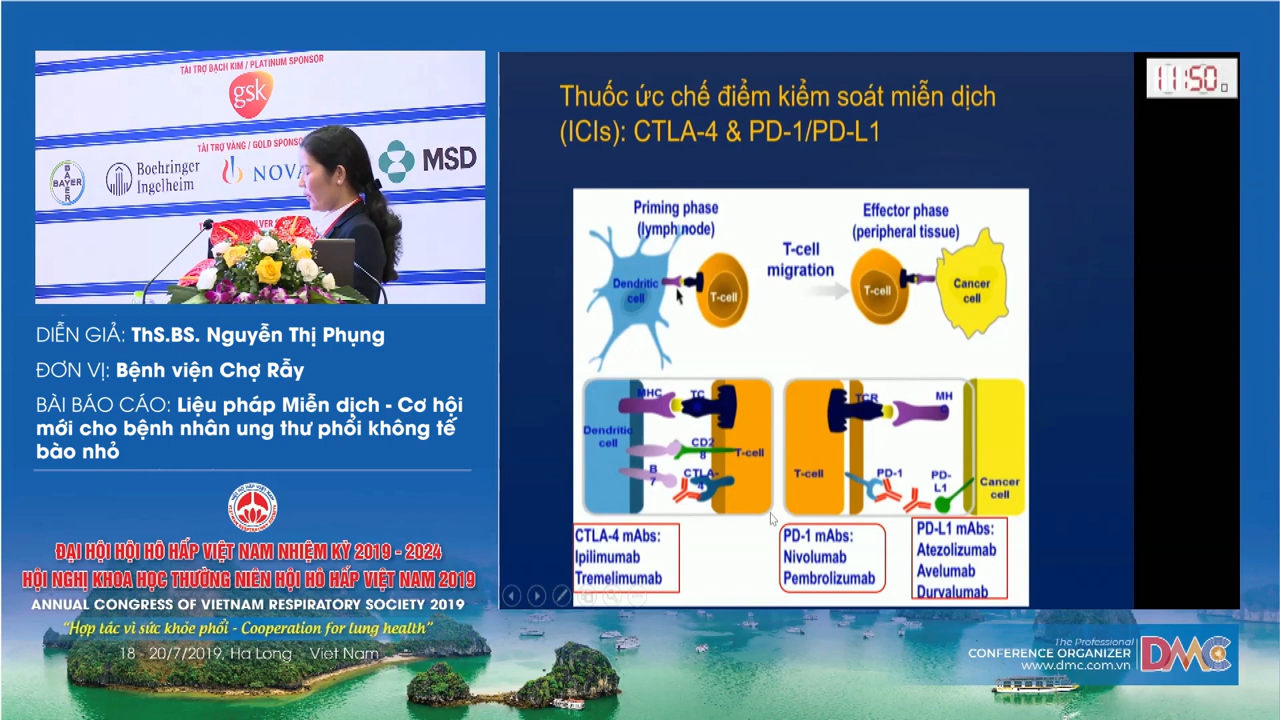 TÀI TRỢ BẠCH KIM / PLATINUM SPONSOR
gsk
TÀI TRỢ VÀNG / GOLD SPONSO
BAYER
BAYER
Boehringer
Ingelheim
NOVA
MSD
DIỄN GIẢ: ThS.BS. Nguyễn Thị Phụng
ĐƠN VỊ: Bệnh viện Chợ Rẫy
BÀI BÁO CÁO: Liệu pháp Miễn dịch - Cơ hội
mới cho bệnh nhân ung thư phổi không tế
bào nhỏ
ĐẠI HỘI HỘI HÔ HẤP VIỆT NAM NHIỆM KỲ 2019 - 2024
HỘI NGHỊ KHOA HỌC THƯỜNG NIÊN HỘI HÔ HẤP VIỆT NAM 2019
ANNUAL CONGRESS OF VIETNAM RESPIRATORY SOCIETY 2019
“Hợp tác vì sức khỏe phổi - Cooperation for lung health”
18 - 20/7/2019, Ha Long Viet Nam
11:50
Thuốc ức chế điểm kiểm soát miễn dịch
(ICIs): CTLA-4 & PD-1/PD-L1
Priming phase
(lymph node)
Effector phase
(peripheral tissue)
T-cell
migration
Dendritic
cell
T-cell
T-cell
Cancer
cell
MHC
TC
Dendritic
cell
CD2
8
T-cell
B
7
CTLA-
4
TCR
MH
C
T-cell
PD-1
PD-
L1
Cancer
cell
CTLA-4 mAbs:
Ipilimumab
Tremelimumab
PD-1 mAbs:
Nivolumab
Pembrolizumab
PD-L1 mAbs:
Atezolizumab
Avelumab
Durvalumab
The Professional
CONFERENCE ORGANIZER
www.dmc.com.vn
DMC